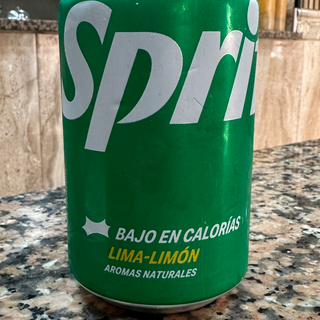 Spri
BAJO EN CALORÍAS
LIMA-LIMÓN
AROMAS NATURALES